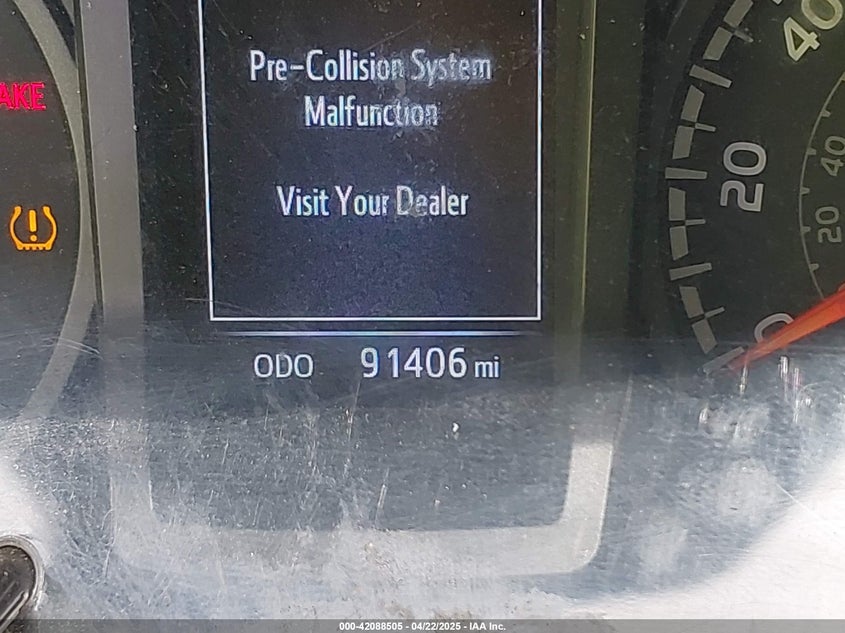 Pre-Collision System
Malfunction
Visit Your Dealer
ODO 91406 mi
40
20
0
40
20
000-42088505 - 04/22/2025 - IAA Inc.